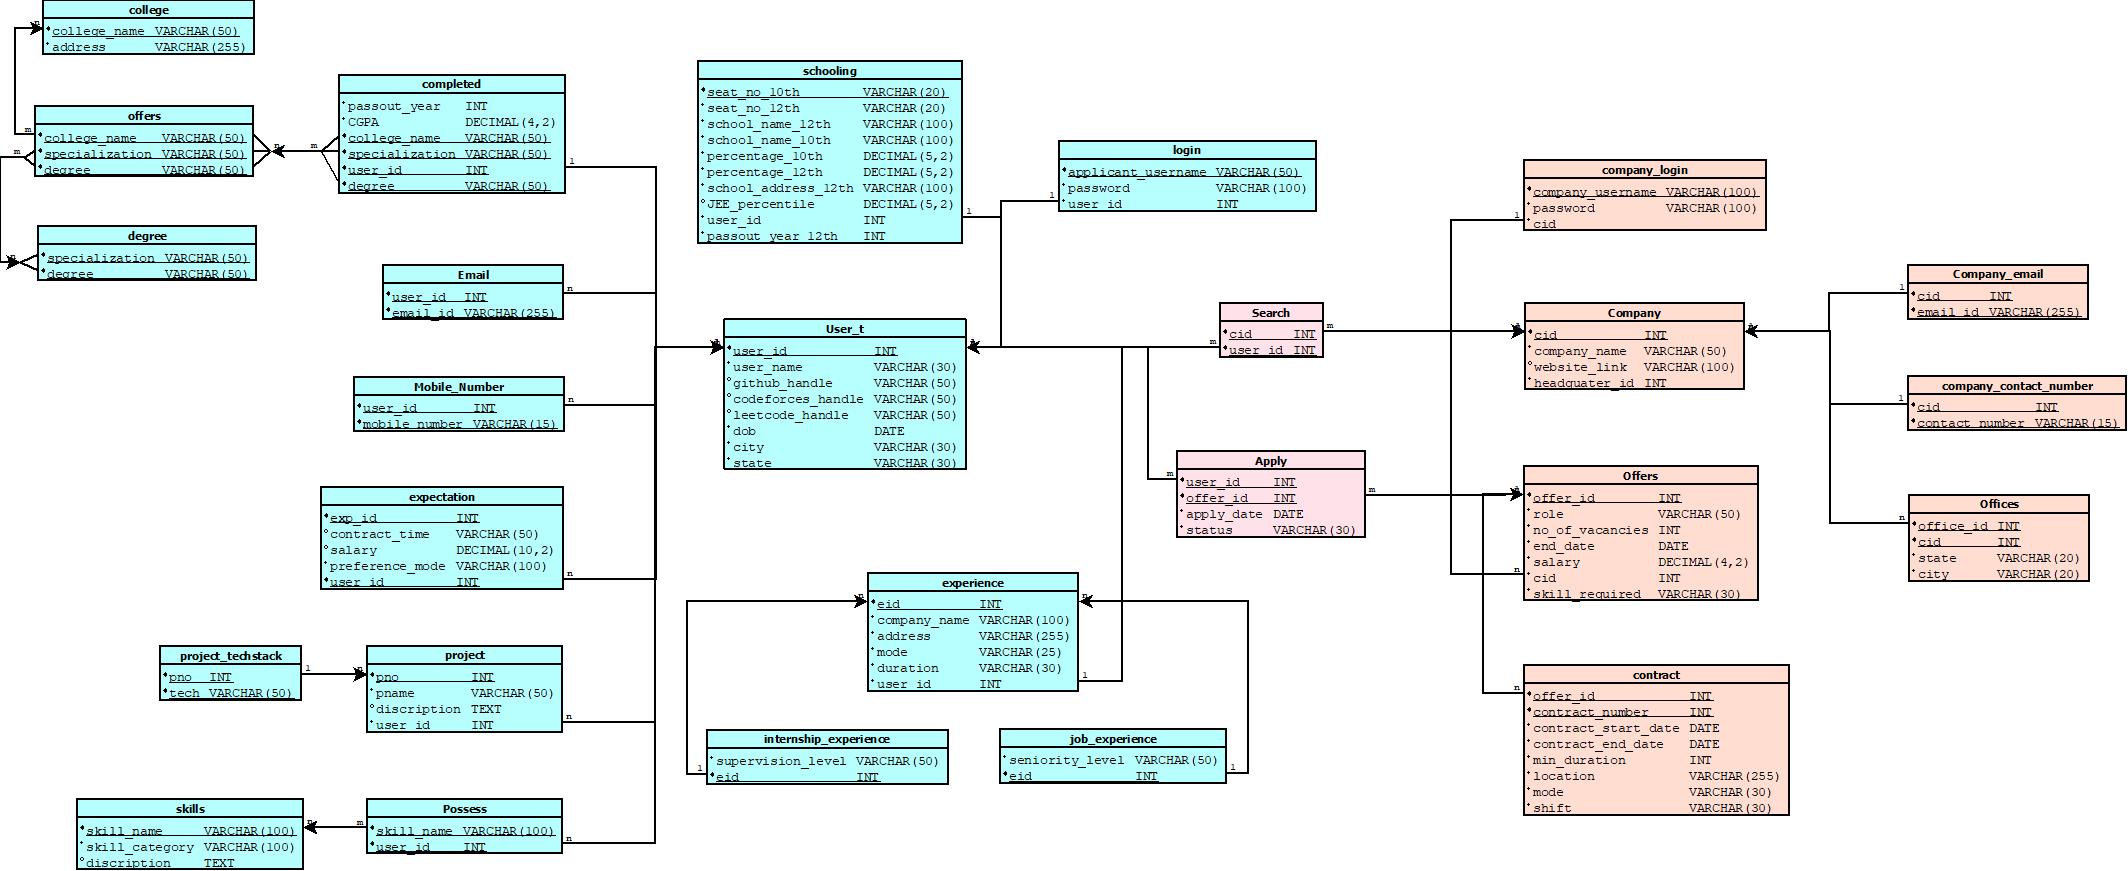 college
college_name VARCHAR(50)
address VARCHAR(255)
n
m
offers
college_name VARCHAR(50)
specialization VARCHAR(50)
degree VARCHAR(50)
m
n
m
completed
passout_year INT
CGPA DECIMAL(4,2)
college_name VARCHAR(50)
specialization VARCHAR(50)
user_id INT
degree VARCHAR(50)
1
degree
specialization VARCHAR(50)
degree VARCHAR(50)
n
Email
user_id INT
email_id VARCHAR(255)
n
Mobile_Number
user_id INT
mobile_number VARCHAR(15)
n
expectation
exp_id INT
contract_time VARCHAR(50)
salary DECIMAL(10,2)
preference_mode VARCHAR(100)
user_id INT
n
project_techstack
pno INT
tech VARCHAR(50)
1
n
project
pno INT
pname VARCHAR(50)
discription TEXT
user_id INT
n
skills
skill_name VARCHAR(100)
skill_category VARCHAR(100)
discription TEXT
n
m
Possess
skill_name VARCHAR(100)
user_id INT
n
schooling
seat_no_10th VARCHAR(20)
seat_no_12th VARCHAR(20)
school_name_12th VARCHAR(100)
school_name_10th VARCHAR(100)
percentage_10th DECIMAL(5,2)
percentage_12th DECIMAL(5,2)
school_address_12th VARCHAR(100)
JEE_percentile DECIMAL(5,2)
user_id INT
passout_year_12th INT
1
login
applicant_username VARCHAR(50)
password VARCHAR(100)
user_id INT
1
User_t
user_id INT
user_name VARCHAR(30)
github_handle VARCHAR(50)
codeforces_handle VARCHAR(50)
leetcode_handle VARCHAR(50)
dob DATE
city VARCHAR(30)
state VARCHAR(30)
Search
cid INT
user_id INT
m
m
Apply
user_id INT
offer_id INT
apply_date DATE
status VARCHAR(30)
m
m
experience
eid INT
company_name VARCHAR(100)
address VARCHAR(255)
mode VARCHAR(25)
duration VARCHAR(30)
user_id INT
n
n
1
internship_experience
supervision_level VARCHAR(50)
eid INT
1
job_experience
seniority_level VARCHAR(50)
eid INT
1
company_login
company_username VARCHAR(100)
password VARCHAR(100)
cid
1
Company
cid INT
company_name VARCHAR(50)
website_link VARCHAR(100)
headquater_id INT
Offers
offer_id INT
role VARCHAR(50)
no_of_vacancies INT
end_date DATE
salary DECIMAL(4,2)
cid INT
skill_required VARCHAR(30)
n
contract
offer_id INT
contract_number INT
contract_start_date DATE
contract_end_date DATE
min_duration INT
location VARCHAR(255)
mode VARCHAR(30)
shift VARCHAR(30)
n
Company_email
cid INT
email_id VARCHAR(255)
1
company_contact_number
cid INT
contact_number VARCHAR(15)
1
Offices
office_id INT
cid INT
state VARCHAR(20)
city VARCHAR(20)
n